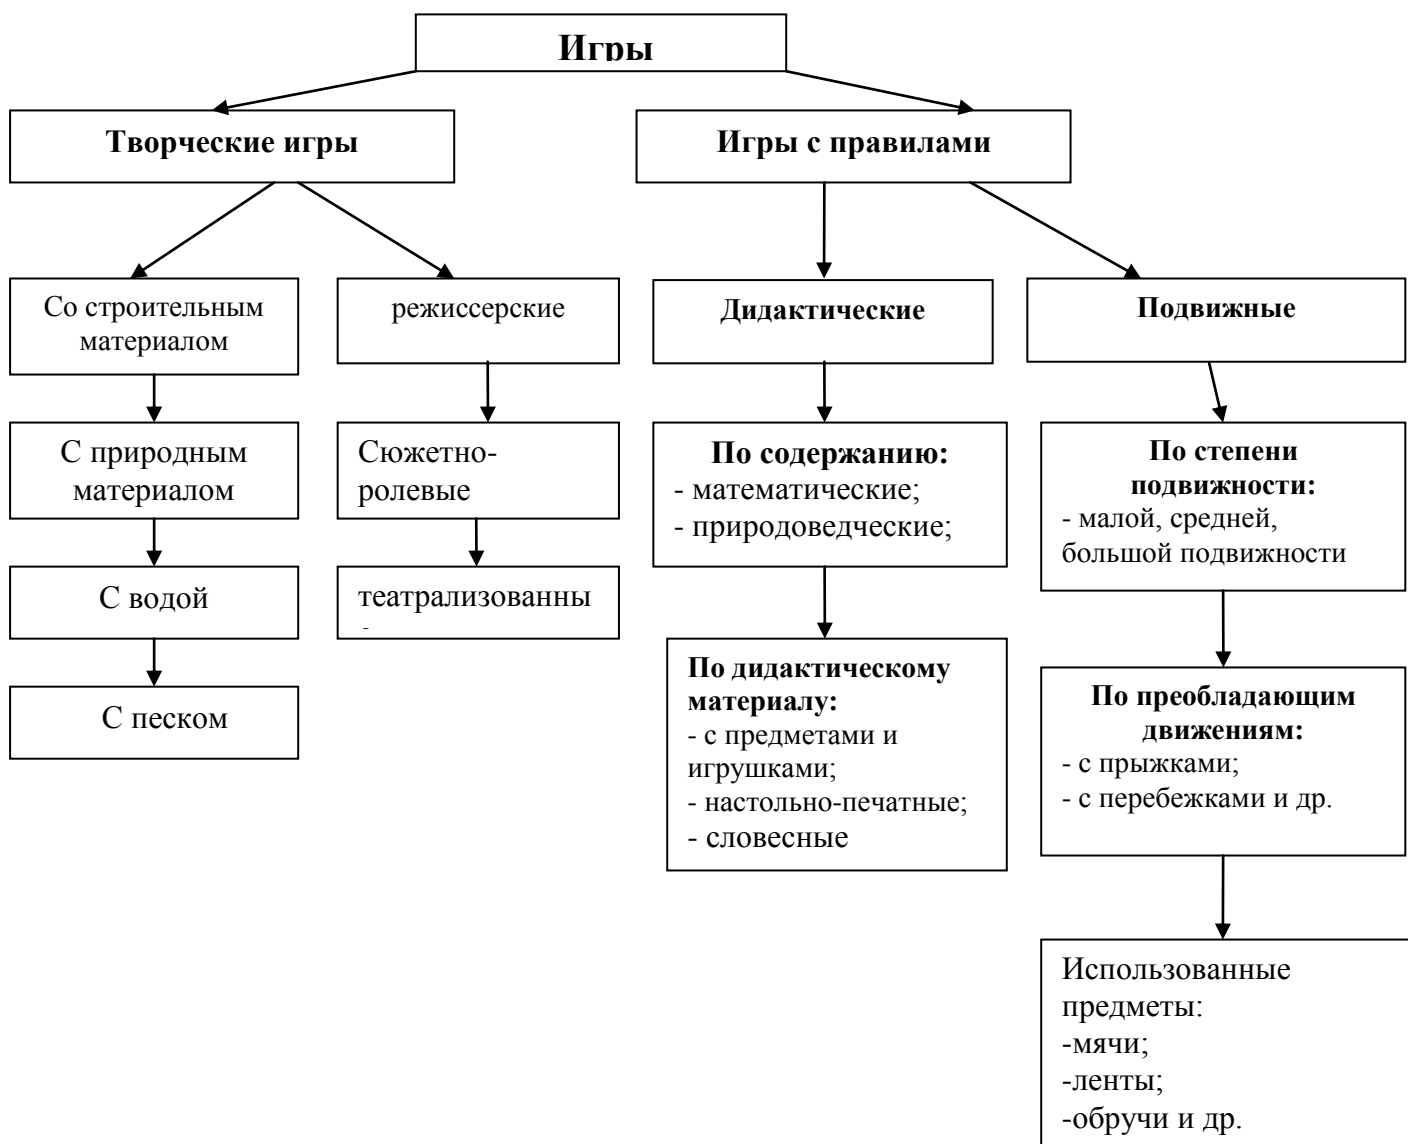 Игры
Творческие игры
Игры с правилами
Со строительным
материалом
режиссерские
Дидактические
Подвижные
С природным
материалом
Сюжетно-
ролевые
По содержанию:
- математические;
- природоведческие;
По степени
подвижности:
- малой, средней,
большой подвижности
С водой
театрализованны
По дидактическому
материалу:
- с предметами и
игрушками;
- настольно-печатные;
- словесные
По преобладающим
движениям:
- с прыжками;
- с перебежками и др.
С песком
Использованные
предметы:
-мячи;
-ленты;
-обручи и др.